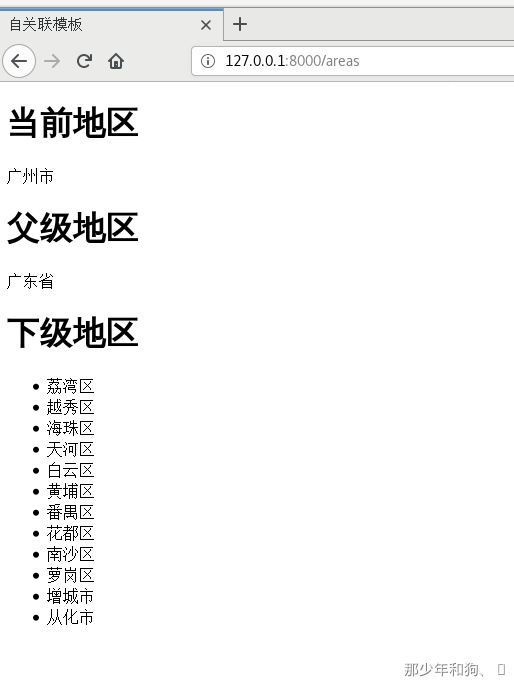 自关联模板
127.0.0.1:8000/areas
当前地区
广州市
父级地区
广东省
下级地区
荔湾区
越秀区
海珠区
天河区
白云区
黄埔区
番禺区
花都区
南沙区
萝岗区
增城市
从化市
那少年和狗、